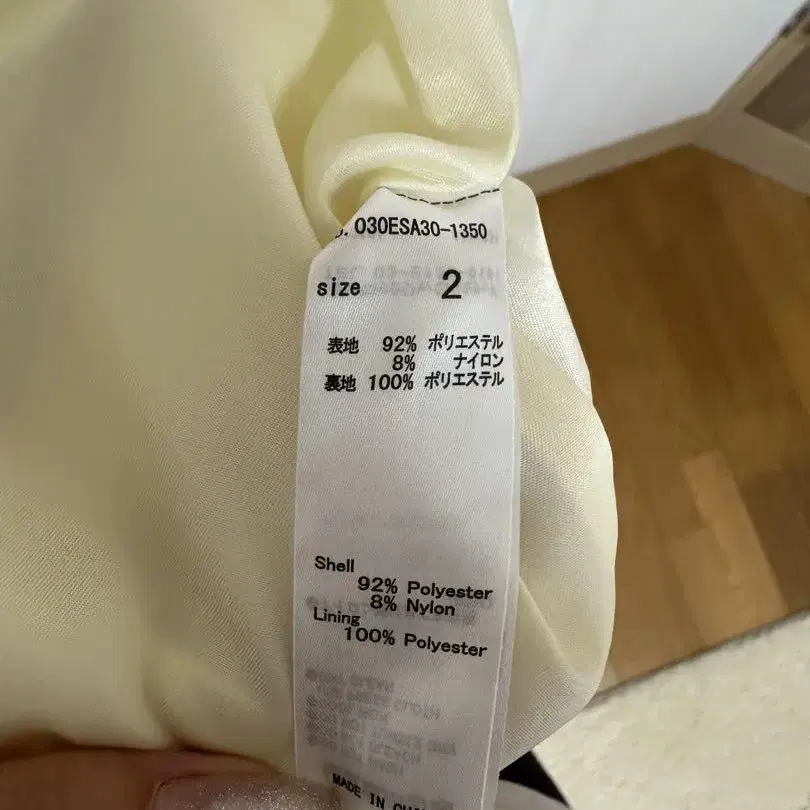 . 030ESA30-1350
size 2
表地 92% ポリエステル
8% ナイロン
裏地 100% ポリエステル
Shell
92% Polyester
8% Nylon
Lining
100% Polyester
MADE IN